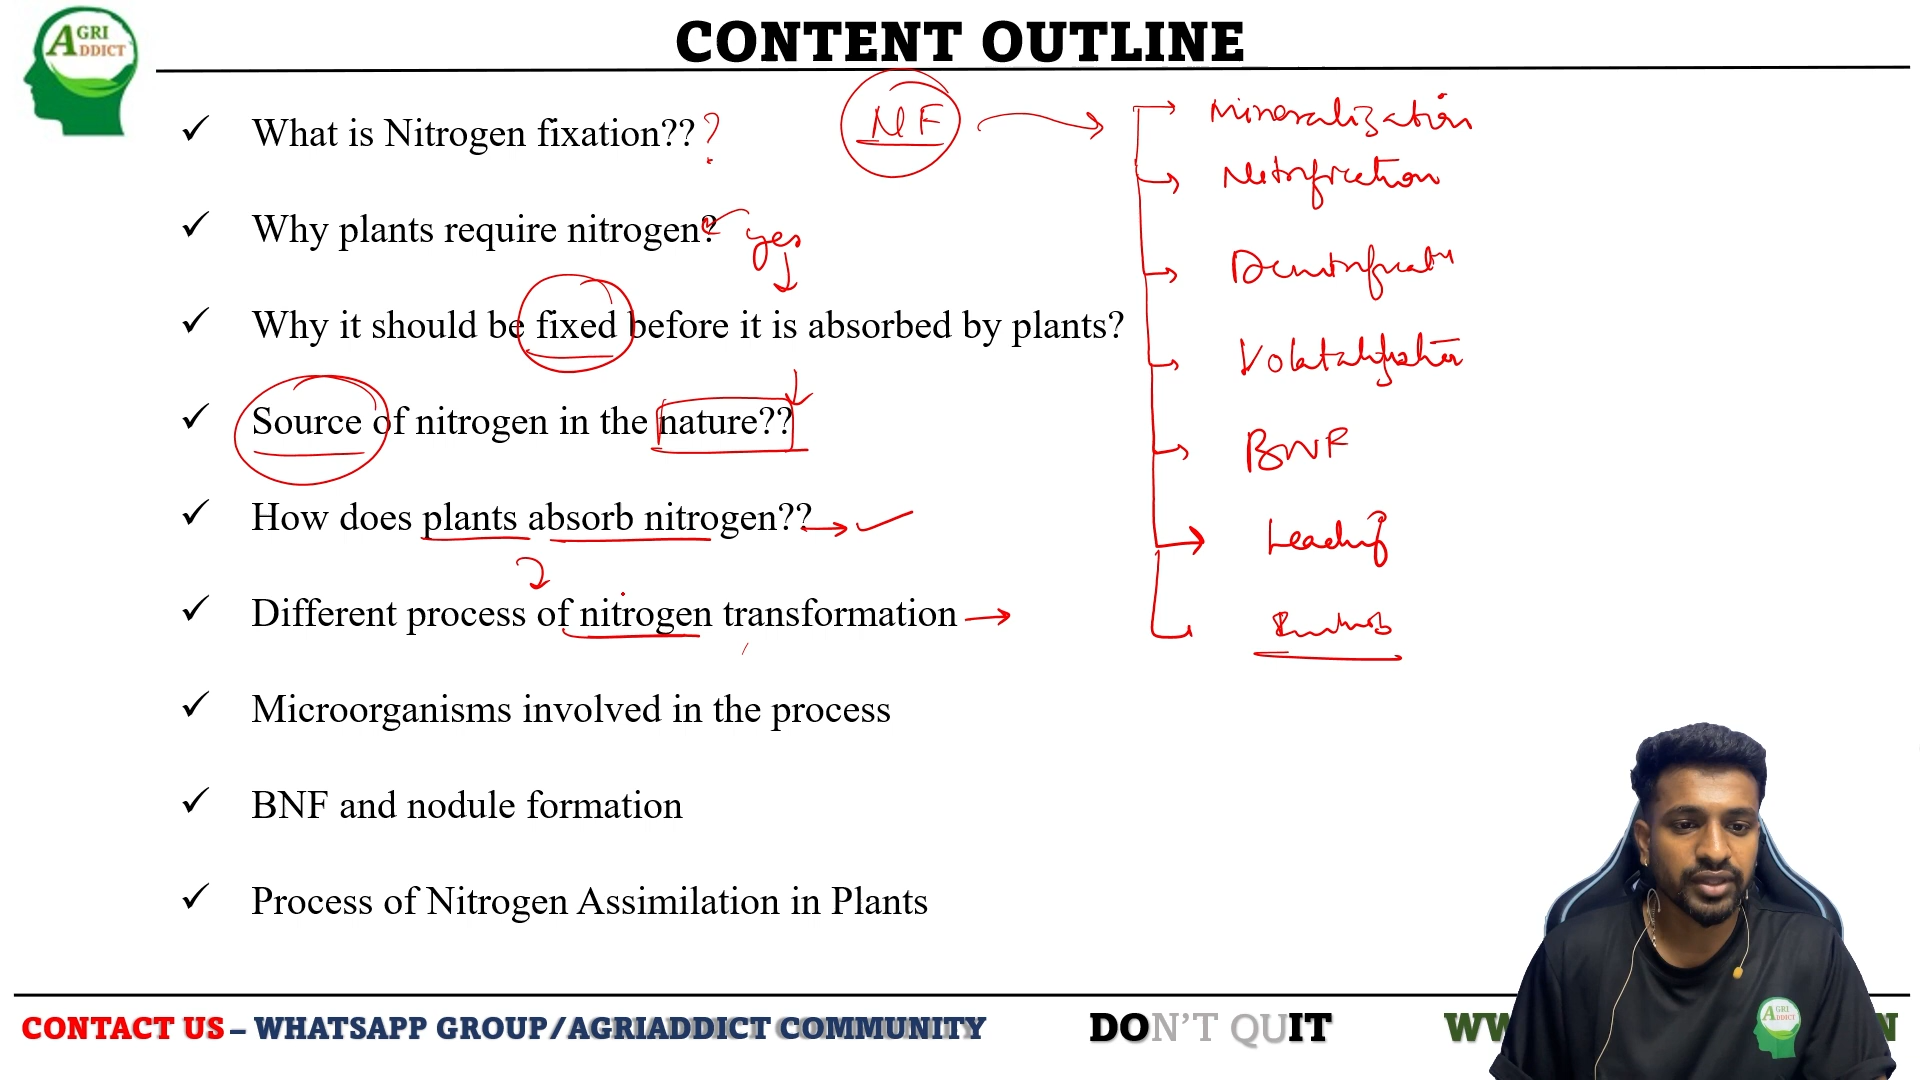 AGRI ADDICT
CONTENT OUTLINE
✓ What is Nitrogen fixation???
✓ Why plants require nitrogen?
✓ Why it should be fixed before it is absorbed by plants?
✓ Source of nitrogen in the nature??
✓ How does plants absorb nitrogen??
✓ Different process of nitrogen transformation
✓ Microorganisms involved in the process
✓ BNF and nodule formation
✓ Process of Nitrogen Assimilation in Plants
NF
yes
Mineralization
Nitrification
BNF
CONTACT US – WHATSAPP GROUP/AGRIADDICT COMMUNITY
DON'T QUIT
AGRI ADDICT